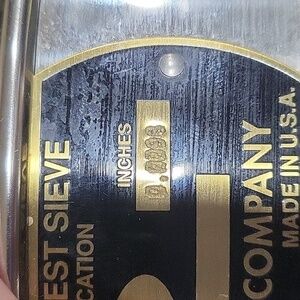 EST SIEVE
CATION
INCHES
0.0098
COMPANY
MADE IN U.S.A.